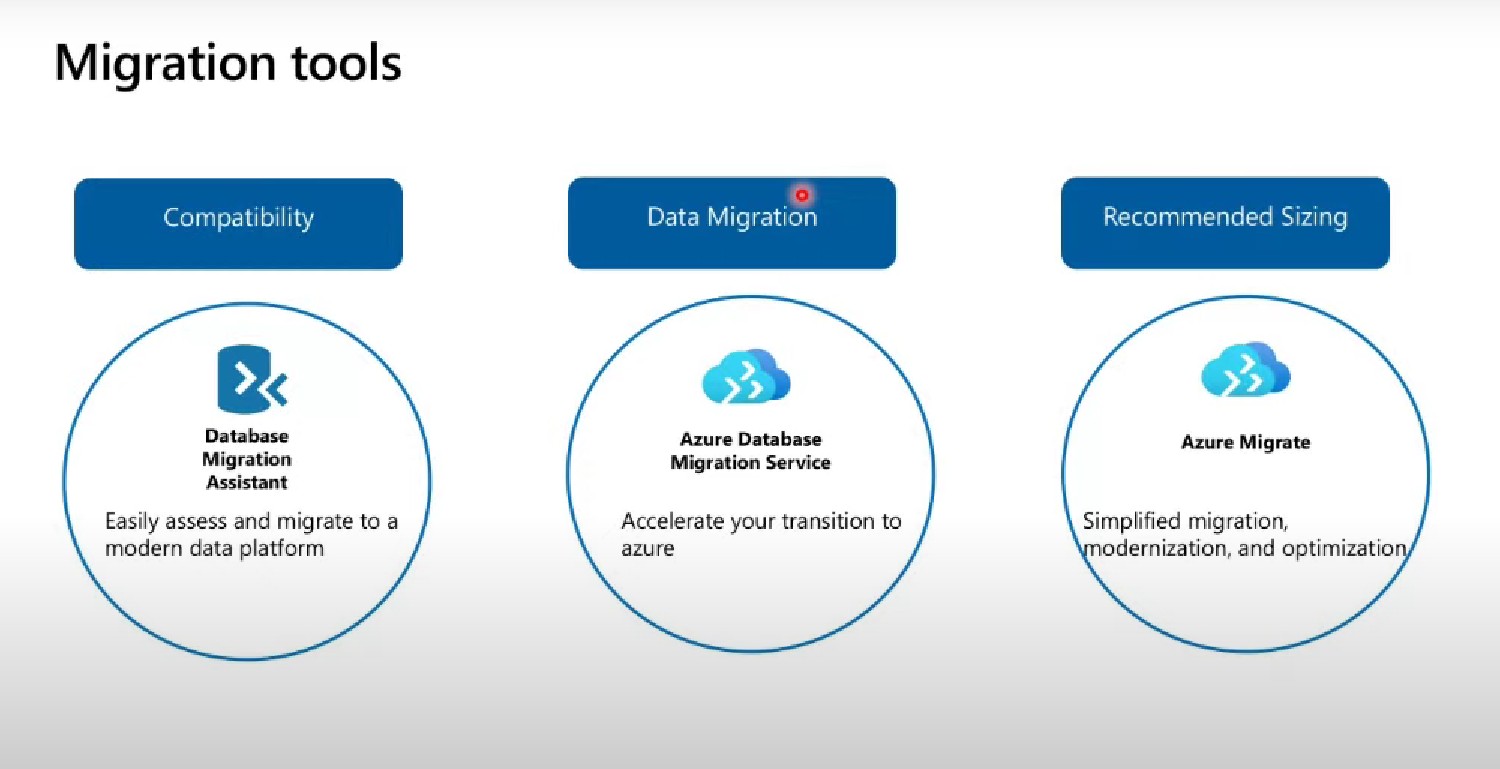 Migration tools
Compatibility
Data Migration
Recommended Sizing
Database
Migration
Assistant
Easily assess and migrate to a
modern data platform
Azure Database
Migration Service
Accelerate your transition to
azure
Azure Migrate
Simplified migration,
modernization, and optimization